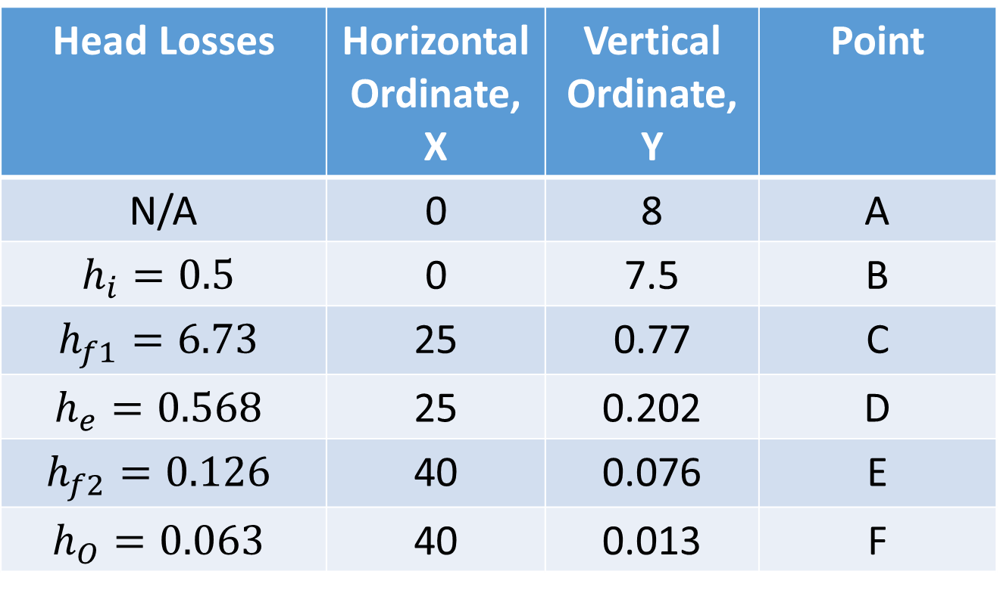 Head Losses | Horizontal Ordinate, X | Vertical Ordinate, Y | Point
N/A | 0 | 8 | A
h_i = 0.5 | 0 | 7.5 | B
h_{f1} = 6.73 | 25 | 0.77 | C
h_e = 0.568 | 25 | 0.202 | D
h_{f2} = 0.126 | 40 | 0.076 | E
h_O = 0.063 | 40 | 0.013 | F